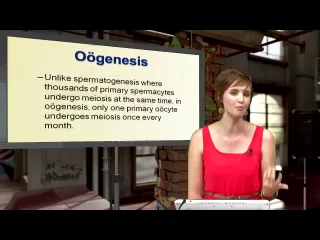 Oögenesis
–Unlike spermatogenesis where
thousands of primary spermacytes
undergo meiosis at the same time, in
oögenesis, only one primary oöcyte
undergoes meiosis once every
month.